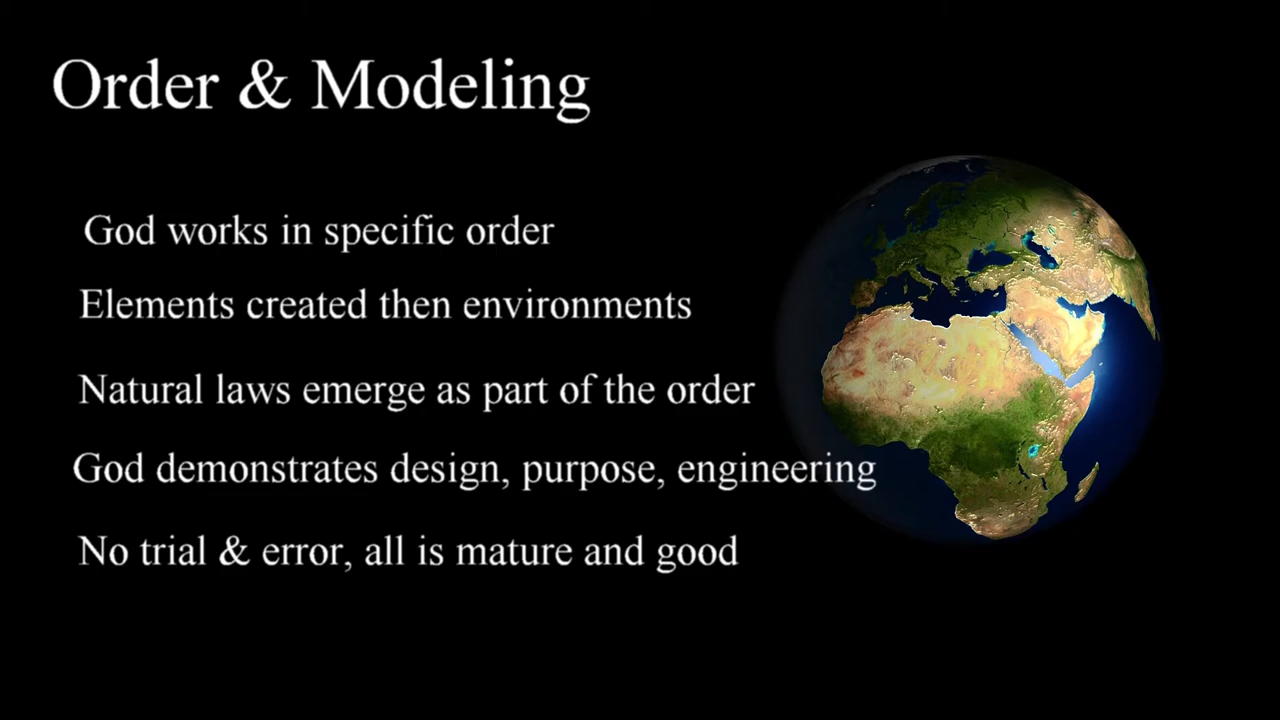 Order & Modeling
God works in specific order
Elements created then environments
Natural laws emerge as part of the order
God demonstrates design, purpose, engineering
No trial & error, all is mature and good